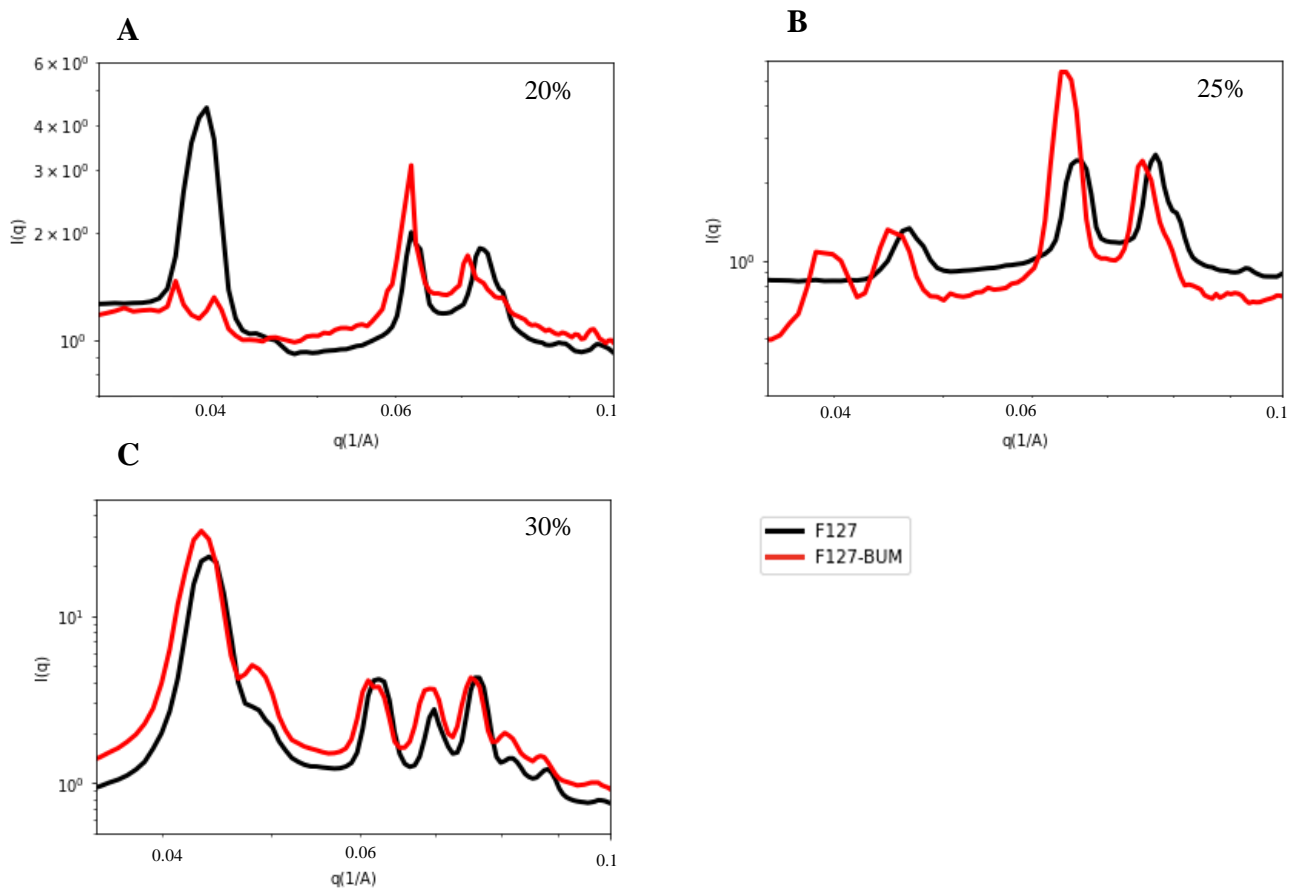 A
20%
6 × 10⁰
4 × 10⁰
3 × 10⁰
2 × 10⁰
10⁰
I(q)
0.04
0.06
0.1
q(1/A)
B
25%
10⁰
I(q)
0.04
0.06
0.1
q(1/A)
C
30%
10¹
10⁰
I(q)
0.04
0.06
0.1
q(1/A)
F127
F127-BUM